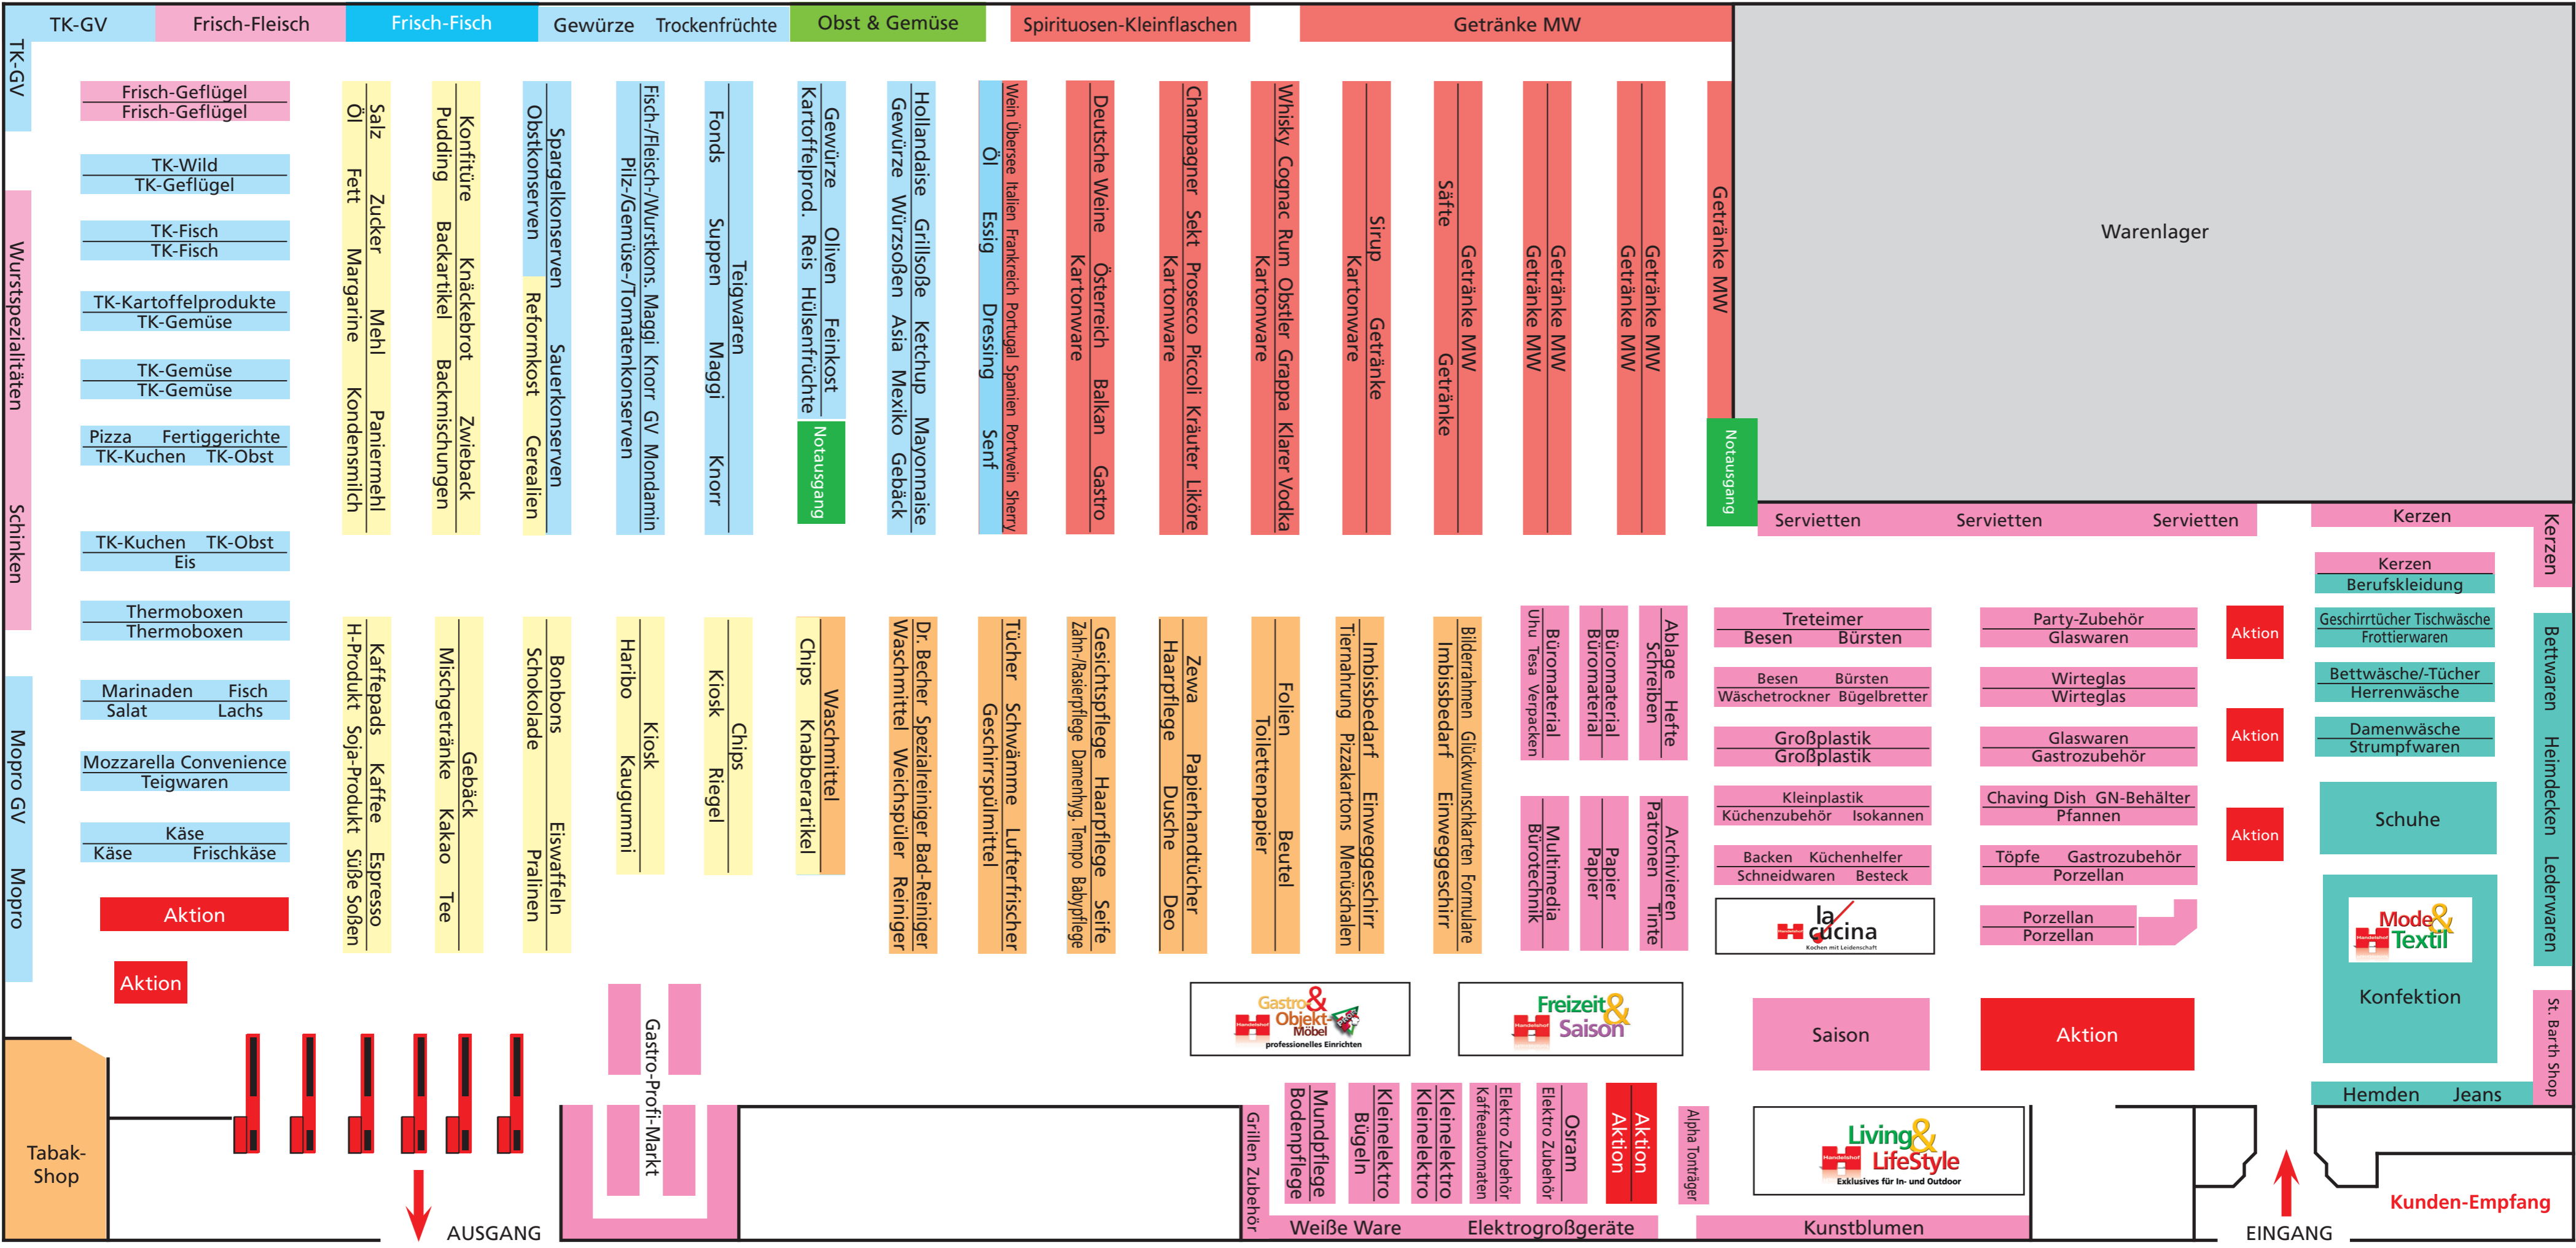 TK-GV
Frisch-Fleisch
Frisch-Fisch
Gewürze Trockenfrüchte
Obst & Gemüse
Spirituosen-Kleinflaschen
Getränke MW
TK-GV
Wurstspezialitäten Schinken
Mopro GV Mopro
Frisch-Geflügel
Frisch-Geflügel
TK-Wild
TK-Geflügel
TK-Fisch
TK-Fisch
TK-Kartoffelprodukte
TK-Gemüse
TK-Gemüse
TK-Gemüse
Pizza Fertiggerichte
TK-Kuchen TK-Obst
TK-Kuchen TK-Obst
Eis
Thermoboxen
Thermoboxen
Marinaden Fisch
Salat Lachs
Mozzarella Convenience
Teigwaren
Käse
Käse Frischkäse
Aktion
Aktion
Salz Zucker Mehl Paniermehl
Öl Fett Margarine Kondensmilch
Konfitüre Knäckebrot Zwieback
Pudding Backartikel Backmischungen
Spargelkonserven Sauerkonserven
Obstkonserven Reformkost Cerealien
Fisch-/Fleisch-/Wurstkons. Maggi Knorr GV Mondamin
Pilz-/Gemüse-/Tomatenkonserven
Teigwaren
Fonds Suppen Maggi Knorr
Gewürze Oliven Feinkost
Kartoffelprod. Reis Hülsenfrüchte
Notausgang
Hollandaise Grillsoße Ketchup Mayonnaise
Gewürze Würzsoßen Asia Mexiko Gebäck
Wein Übersee Italien Frankreich Portugal Spanien Portwein Sherry
Öl Essig Dressing Senf
Deutsche Weine Österreich Balkan Gastro
Kartonware
Champagner Sekt Prosecco Piccoli Kräuter Liköre
Kartonware
Whisky Cognac Rum Obstler Grappa Klarer Vodka
Kartonware
Sirup Getränke
Kartonware
Getränke MW
Säfte Getränke
Getränke MW
Getränke MW
Getränke MW
Getränke MW
Getränke MW
Notausgang
Warenlager
Servietten Servietten Servietten
Kerzen
Kerzen
Kerzen
Berufskleidung
Geschirrtücher Tischwäsche
Frottierwaren
Bettwäsche/-Tücher
Herrenwäsche
Damenwäsche
Strumpfwaren
Schuhe
Handelshof
Mode&
Textil
Konfektion
Bettwaren Heimdecken Lederwaren
St. Barth Shop
Hemden Jeans
Kaffepads Kaffee Espresso
H-Produkt Soja-Produkt Süße Soßen
Gebäck
Mischgetränke Kakao Tee
Bonbons Eiswaffeln
Schokolade Pralinen
Kiosk
Haribo Kaugummi
Chips
Kiosk Riegel
Waschmittel
Chips Knabberartikel
Dr. Becher Spezialreiniger Bad-Reiniger
Waschmittel Weichspüler Reiniger
Tücher Schwämme Lufterfrischer
Geschirrspülmittel
Gesichtspflege Haarpflege Seife
Zahn-/Rasierpflege Damenhyg. Tempo Babypflege
Zewa Papierhandtücher
Haarpflege Dusche Deo
Folien Beutel
Toilettenpapier
Imbissbedarf Einweggeschirr
Tiernahrung Pizzakartons Menüschalen
Bilderrahmen Glückwunschkarten Formulare
Imbissbedarf Einweggeschirr
Büromaterial
Uhu Tesa Verpacken
Büromaterial
Büromaterial
Ablage Hefte
Schreiben
Multimedia
Bürotechnik
Papier
Papier
Archivieren
Patronen Tinte
Treteimer
Besen Bürsten
Besen Bürsten
Wäschetrockner Bügelbretter
Großplastik
Großplastik
Kleinplastik
Küchenzubehör Isokannen
Backen Küchenhelfer
Schneidwaren Besteck
Handelshof
la cucina
Kochen mit Leidenschaft
Party-Zubehör
Glaswaren
Wirteglas
Wirteglas
Glaswaren
Gastrozubehör
Chaving Dish GN-Behälter
Pfannen
Töpfe Gastrozubehör
Porzellan
Porzellan
Porzellan
Aktion
Aktion
Aktion
Handelshof
Gastro&
Objekt-
Möbel
professionelles Einrichten
Handelshof
Freizeit&
Saison
Saison
Aktion
Tabak-
Shop
AUSGANG
Gastro-Profi-Markt
Grillen Zubehör
Mundpflege
Bodenpflege
Kleinelektro
Bügeln
Kleinelektro
Kleinelektro
Elektro Zubehör
Kaffeeautomaten
Osram
Elektro Zubehör
Aktion
Aktion
Alpha Tonträger
Handelshof
Living&
LifeStyle
Exklusives für In- und Outdoor
Weiße Ware Elektrogroßgeräte
Kunstblumen
EINGANG
Kunden-Empfang